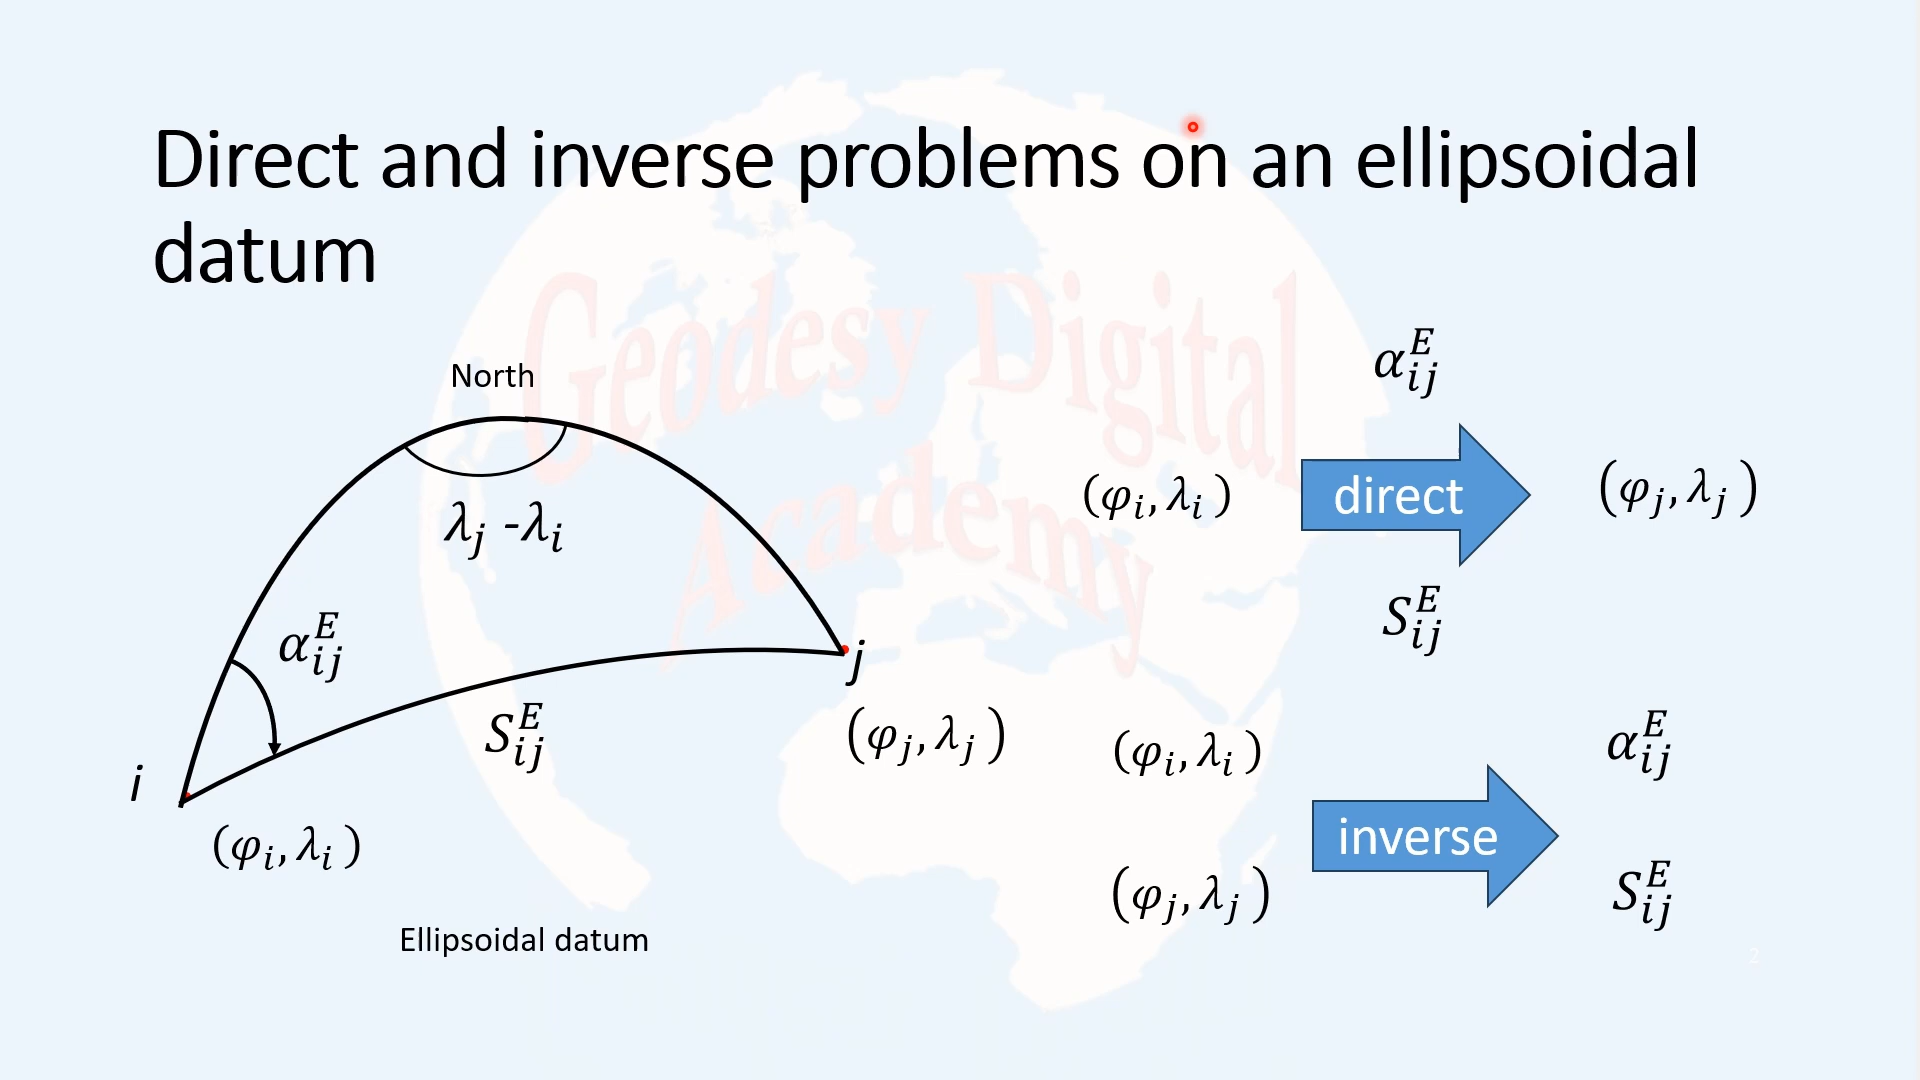 Direct and inverse problems on an ellipsoidal
datum
Geodesy Digital
Academy
North
λj -λi
αᴱij
Sᴱij
i
(φi, λi )
j
(φj, λj )
Ellipsoidal datum
αᴱij
(φi, λi )
direct
(φj, λj )
Sᴱij
(φi, λi )
(φj, λj )
inverse
αᴱij
Sᴱij
2